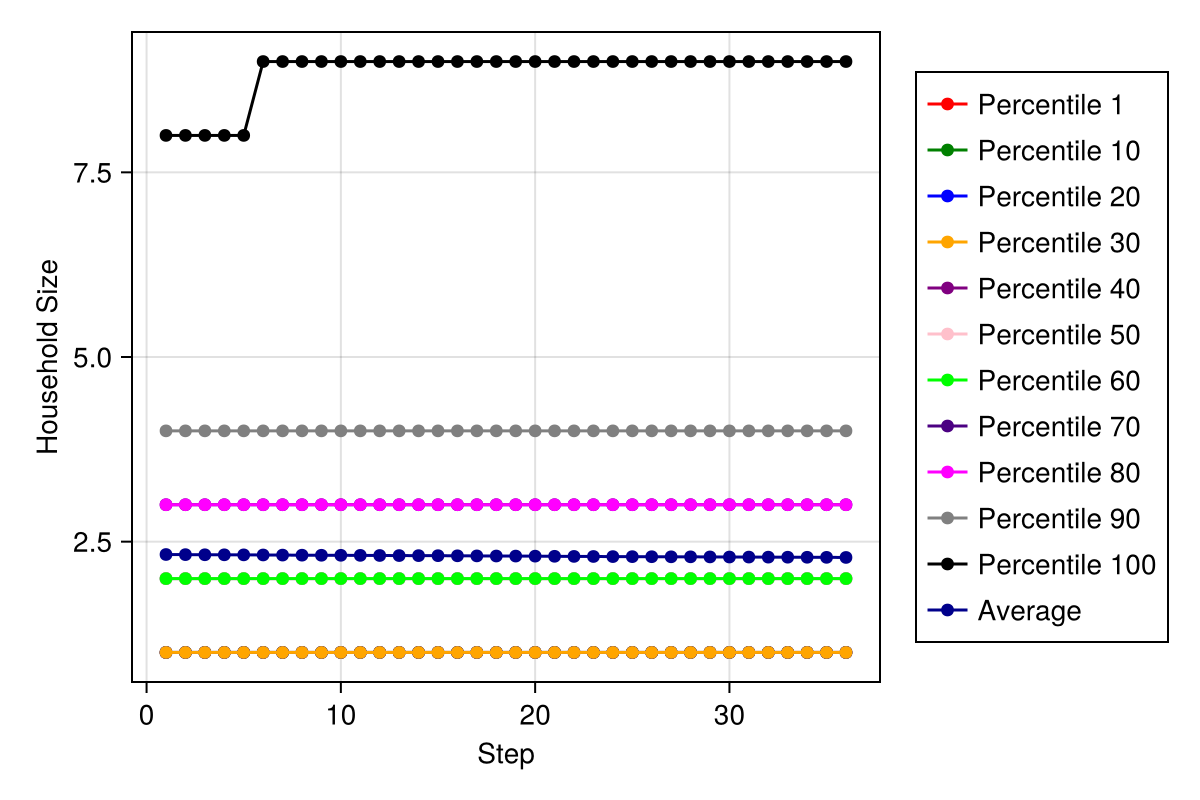 7.5
5.0
2.5
Household Size
0
10
20
30
Step
Percentile 1
Percentile 10
Percentile 20
Percentile 30
Percentile 40
Percentile 50
Percentile 60
Percentile 70
Percentile 80
Percentile 90
Percentile 100
Average